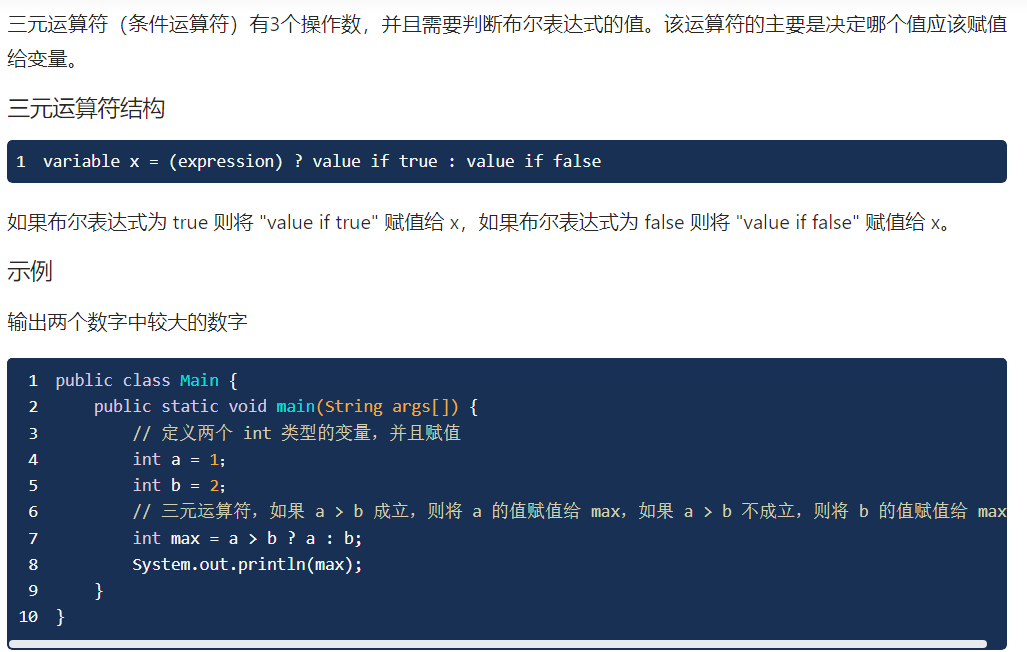 三元运算符（条件运算符）有3个操作数，并且需要判断布尔表达式的值。该运算符的主要是决定哪个值应该赋值
给变量。
三元运算符结构
1 variable x = (expression) ? value if true : value if false
如果布尔表达式为 true 则将 "value if true" 赋值给 x，如果布尔表达式为 false 则将 "value if false" 赋值给 x。
示例
输出两个数字中较大的数字
1 public class Main {
2     public static void main(String args[]) {
3         // 定义两个 int 类型的变量，并且赋值
4         int a = 1;
5         int b = 2;
6         // 三元运算符，如果 a > b 成立，则将 a 的值赋值给 max，如果 a > b 不成立，则将 b 的值赋值给 max
7         int max = a > b ? a : b;
8         System.out.println(max);
9     }
10 }